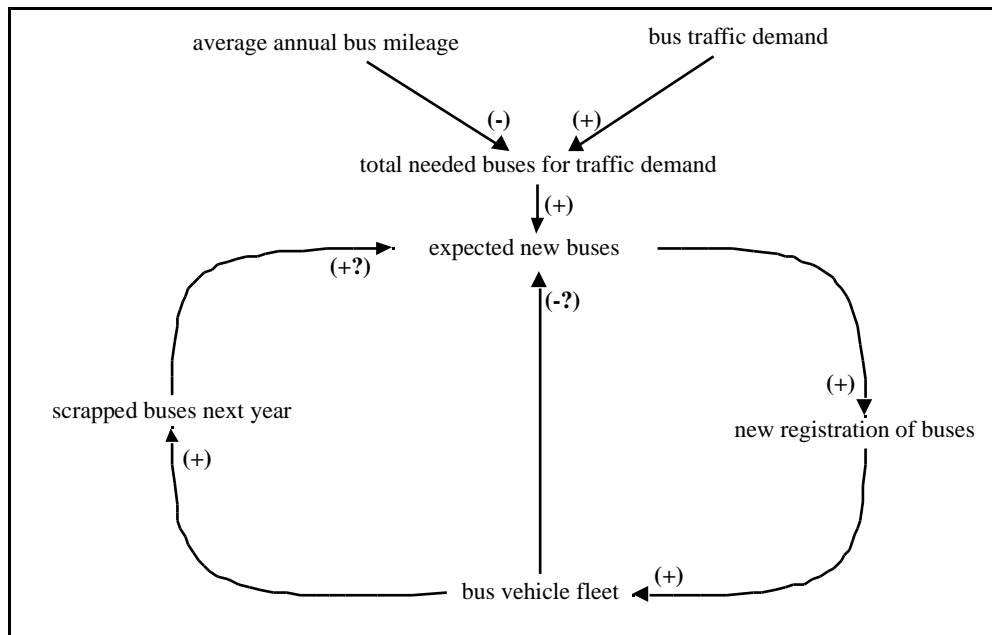 average annual bus mileage
bus traffic demand
(-)
(+)
total needed buses for traffic demand
(+)
expected new buses
(+?)
(-?)
(+)
scrapped buses next year
new registration of buses
(+)
bus vehicle fleet
(+)